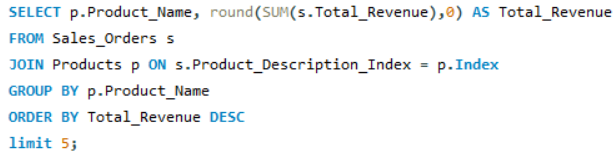 SELECT p.Product_Name, round(SUM(s.Total_Revenue),0) AS Total_Revenue
FROM Sales_Orders s
JOIN Products p ON s.Product_Description_Index = p.Index
GROUP BY p.Product_Name
ORDER BY Total_Revenue DESC
limit 5;